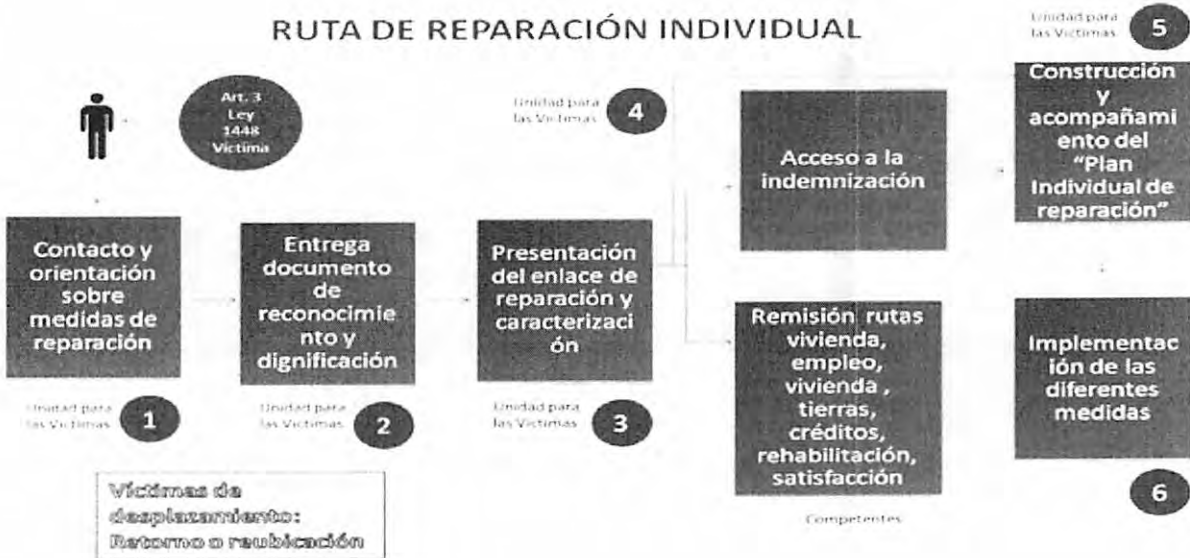 RUTA DE REPARACIÓN INDIVIDUAL
Art. 3
Ley
1448
Víctima
Contacto y
orientación
sobre
medidas de
reparación
Unidad para
las Víctimas
1
Entrega
documento
de
reconocimie
nto y
dignificación
Unidad para
las Víctimas
2
Presentación
del enlace de
reparación y
caracterizaci
ón
Unidad para
las Víctimas
3
Unidad para
las Víctimas
4
Acceso a la
indemnización
Remisión rutas
vivienda,
empleo,
vivienda ,
tierras,
créditos,
rehabilitación,
satisfacción
Competentes
Unidad para
las Víctimas
5
Construcción
y
acompañami
ento del
"Plan
Individual de
reparación"
Implementac
ión de las
diferentes
medidas
6
Víctimas de
desplazamiento:
Retorno o reubicación